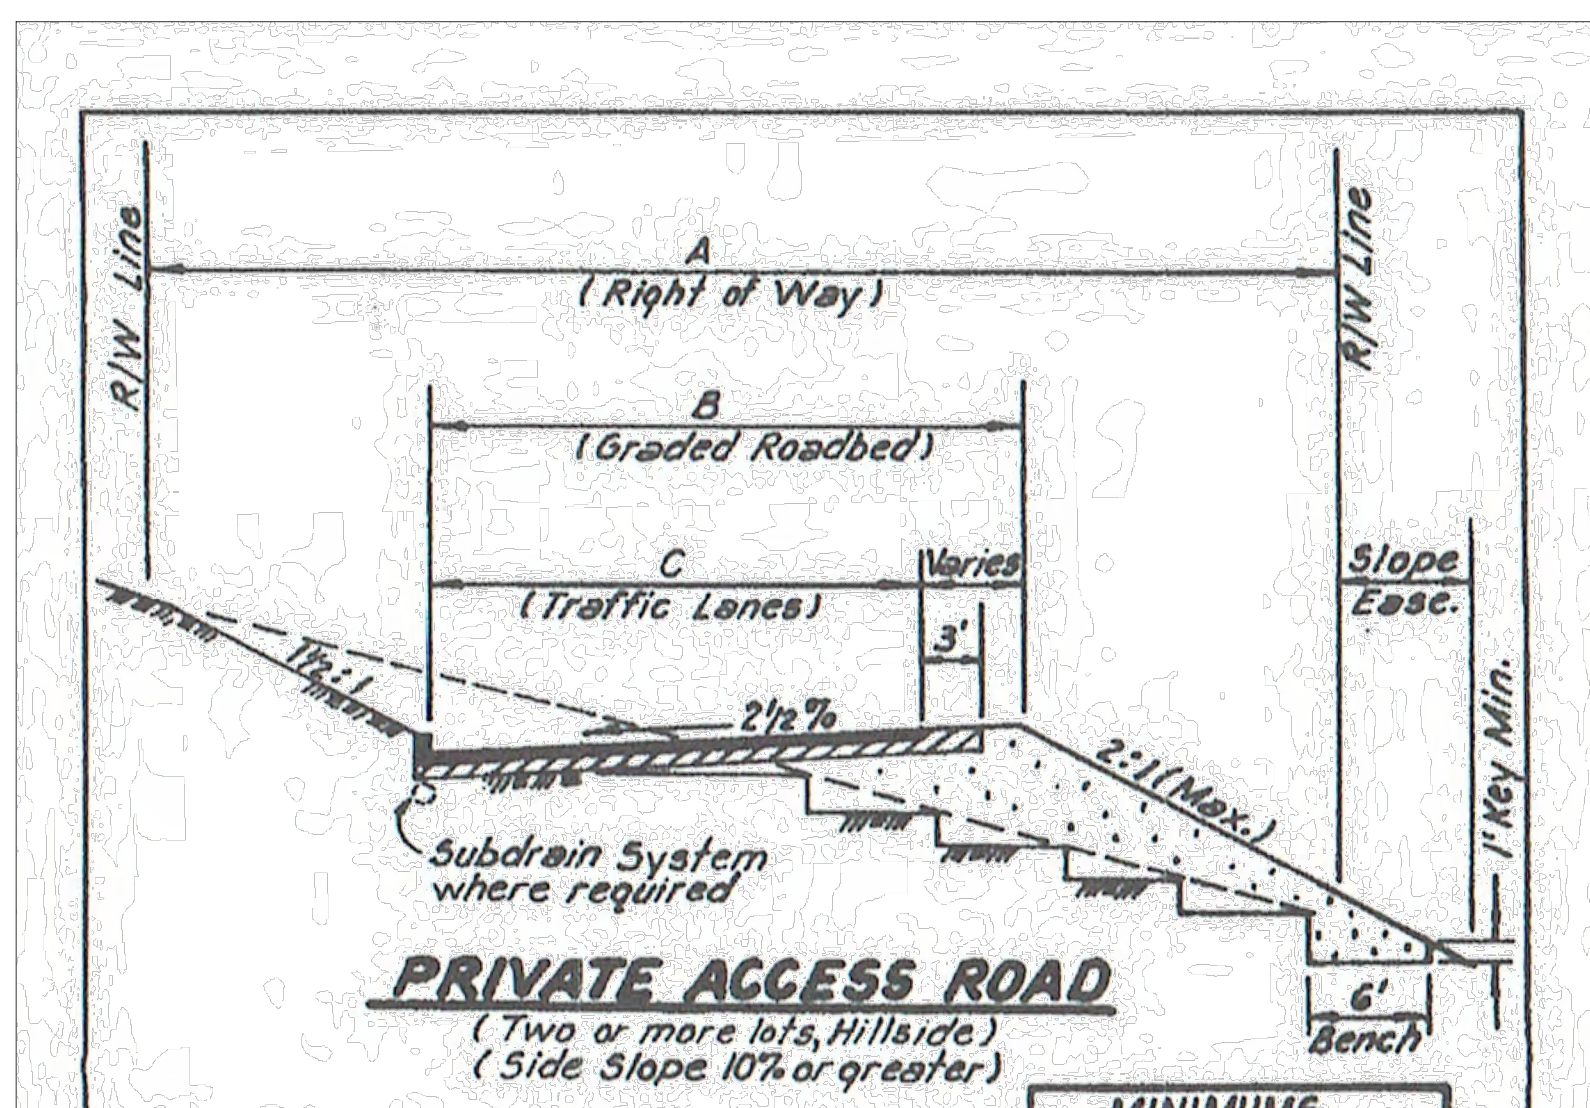 R/W Line
A
(Right of Way)
R/W Line
B
(Graded Roadbed)
C
(Traffic Lanes)
Varies
3'
Slope
Ease.
1½:1
2½%
2:1(Max.)
1' Key Min.
Subdrain System
where required
PRIVATE ACCESS ROAD
(Two or more lots, Hillside)
(Side Slope 10% or greater)
6'
Bench
MINIMUMS